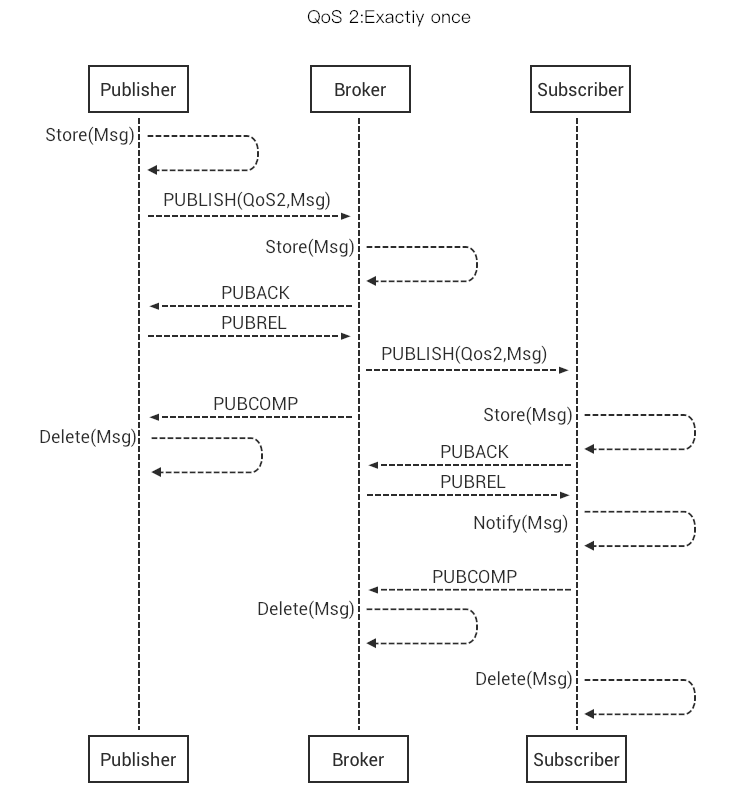 QoS 2:Exactiy once
Publisher
Broker
Subscriber
Store(Msg)
PUBLISH(QoS2,Msg)
Store(Msg)
PUBACK
PUBREL
PUBLISH(Qos2,Msg)
PUBCOMP
Store(Msg)
Delete(Msg)
PUBACK
PUBREL
Notify(Msg)
PUBCOMP
Delete(Msg)
Delete(Msg)
Publisher
Broker
Subscriber